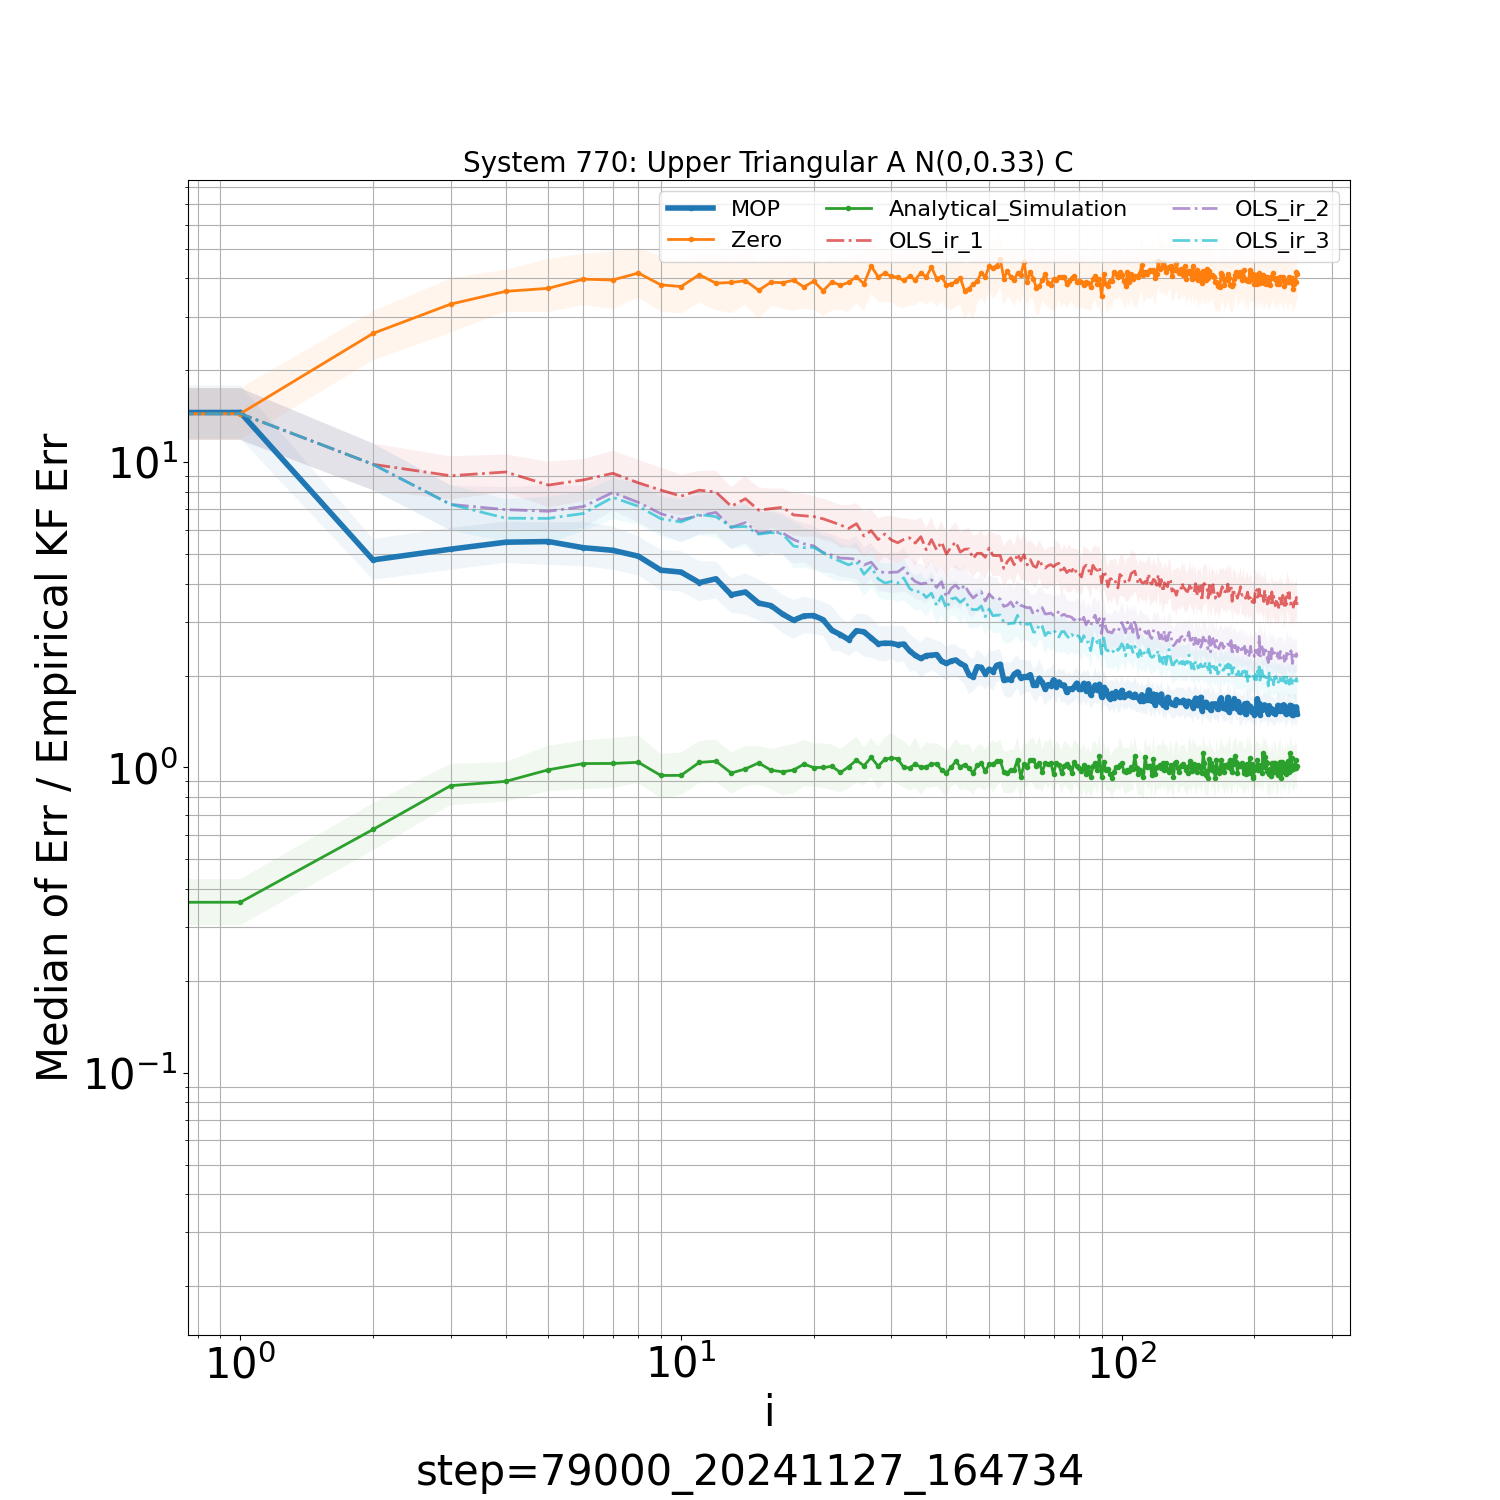 System 770: Upper Triangular A N(0,0.33) C
MOP
Zero
Analytical_Simulation
OLS_ir_1
OLS_ir_2
OLS_ir_3
Median of Err / Empirical KF Err
10¹
10⁰
10⁻¹
10⁰ 10¹ 10²
i
step=79000_20241127_164734